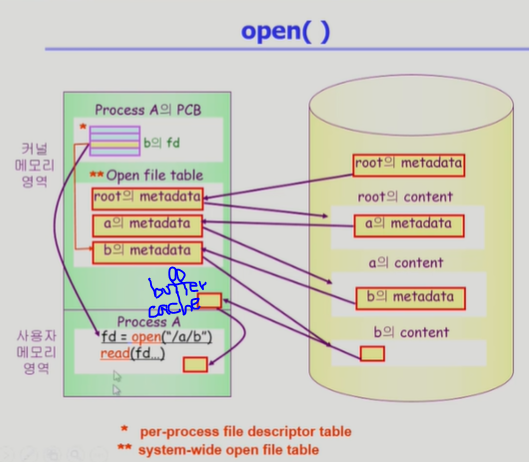 open( )
Process A의 PCB
*
b의 fd
커널
메모리
영역
** Open file table
root의 metadata
a의 metadata
b의 metadata
buffer
cache
Process A
사용자
메모리
영역
fd = open("/a/b")
read(fd...)
root의 metadata
root의 content
a의 metadata
a의 content
b의 metadata
b의 content
* per-process file descriptor table
** system-wide open file table